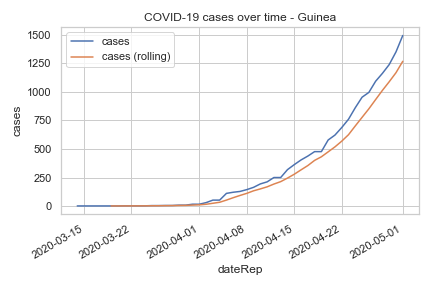 COVID-19 cases over time - Guinea
cases
cases (rolling)
1500
1250
1000
750
500
250
0
cases
2020-03-15
2020-03-22
2020-04-01
2020-04-08
2020-04-15
2020-04-22
2020-05-01
dateRep